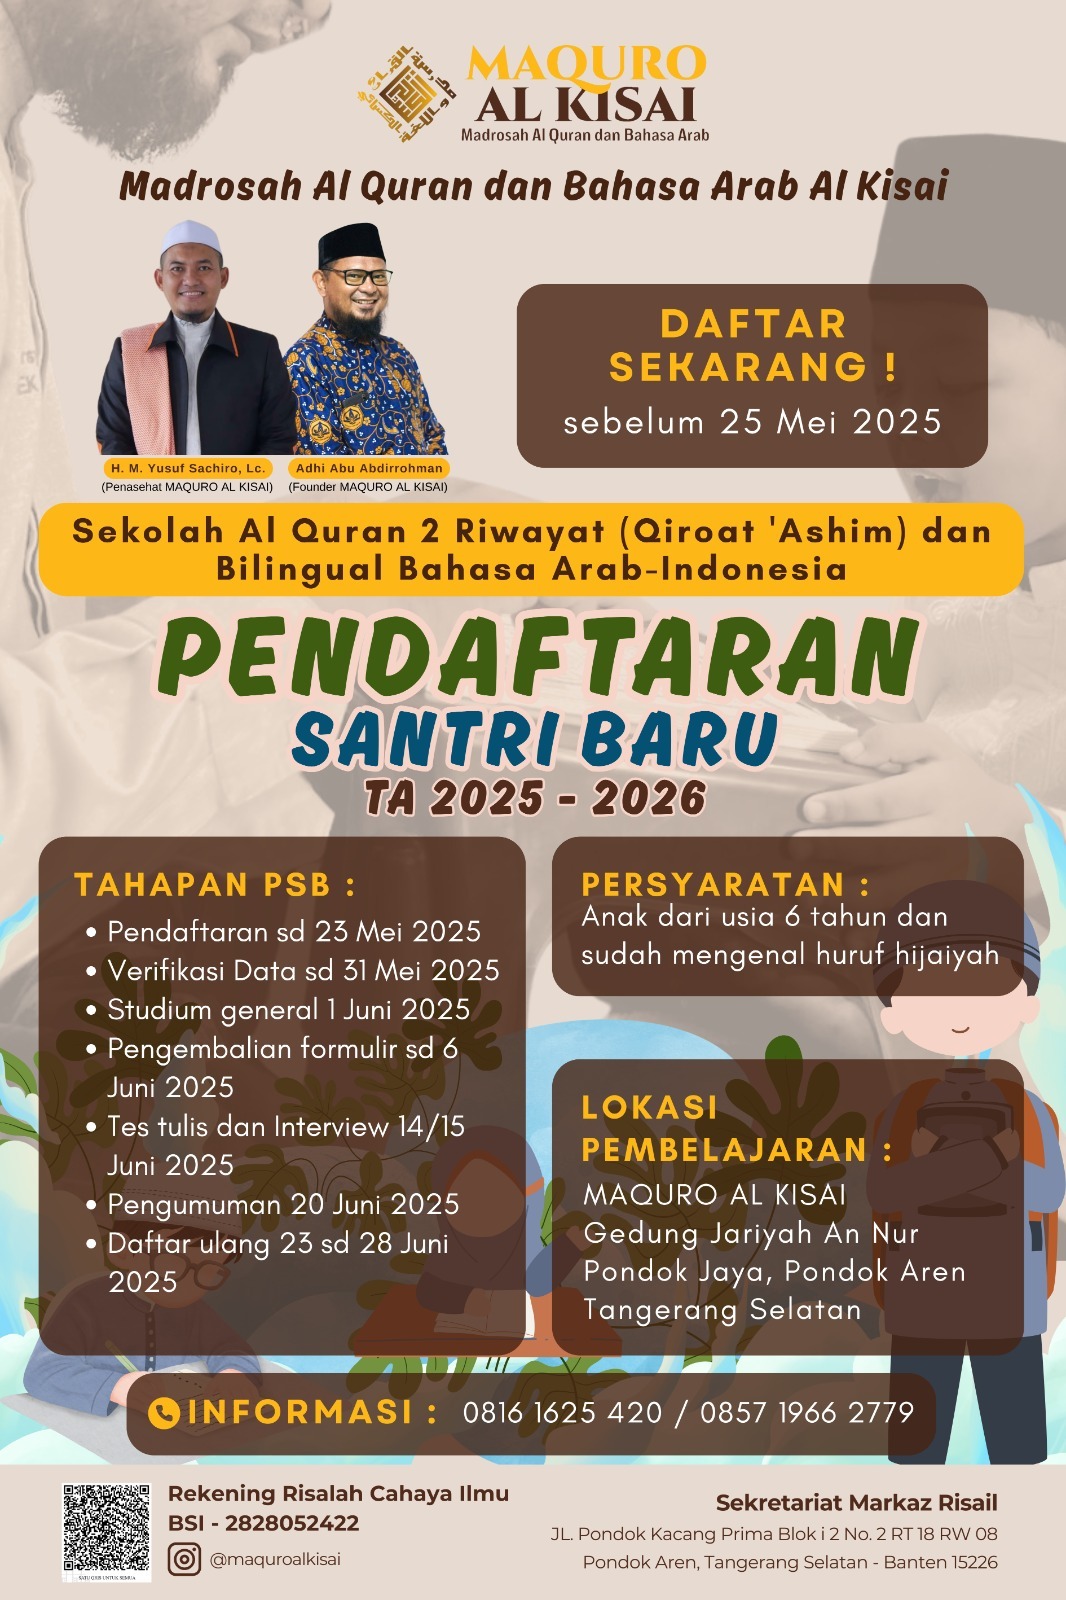 MAQURO
AL KISAI
Madrosah Al Quran dan Bahasa Arab
Madrosah Al Quran dan Bahasa Arab Al Kisai
H. M. Yusuf Sachiro, Lc.
(Penasehat MAQURO AL KISAI)
Adhi Abu Abdirrohman
(Founder MAQURO AL KISAI)
DAFTAR
SEKARANG !
sebelum 25 Mei 2025
Sekolah Al Quran 2 Riwayat (Qiroat 'Ashim) dan
Bilingual Bahasa Arab-Indonesia
PENDAFTARAN
SANTRI BARU
TA 2025 - 2026
TAHAPAN PSB :
• Pendaftaran sd 23 Mei 2025
• Verifikasi Data sd 31 Mei 2025
• Studium general 1 Juni 2025
• Pengembalian formulir sd 6
Juni 2025
• Tes tulis dan Interview 14/15
Juni 2025
• Pengumuman 20 Juni 2025
• Daftar ulang 23 sd 28 Juni
2025
PERSYARATAN :
Anak dari usia 6 tahun dan
sudah mengenal huruf hijaiyah
LOKASI
PEMBELAJARAN :
MAQURO AL KISAI
Gedung Jariyah An Nur
Pondok Jaya, Pondok Aren
Tangerang Selatan
INFORMASI : 0816 1625 420 / 0857 1966 2779
Rekening Risalah Cahaya Ilmu
BSI - 2828052422
@maquroalkisai
SATU QRIS UNTUK SEMUA
Sekretariat Markaz Risail
JL. Pondok Kacang Prima Blok i 2 No. 2 RT 18 RW 08
Pondok Aren, Tangerang Selatan - Banten 15226